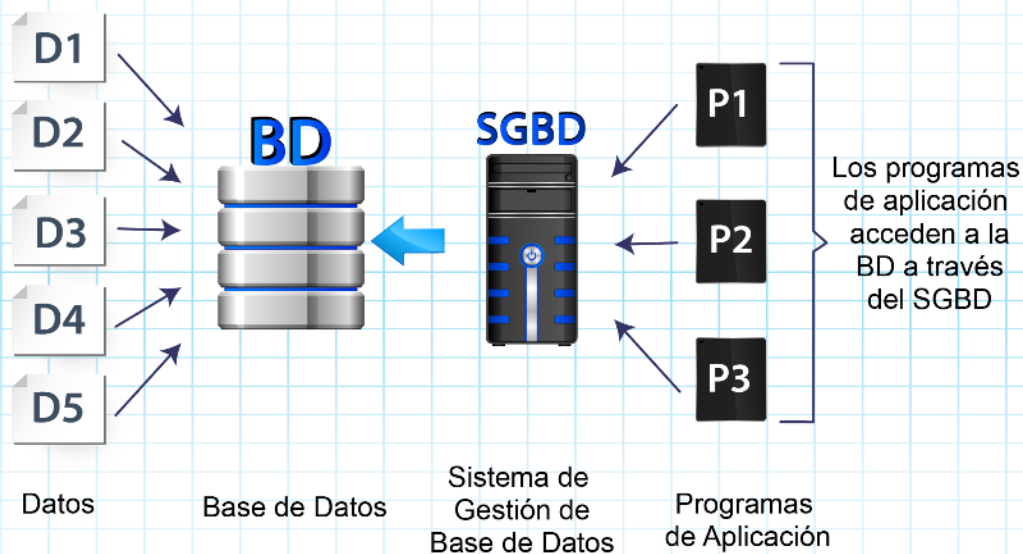 D1
D2
D3
D4
D5
BD
SGBD
P1
P2
P3
Los programas
de aplicación
acceden a la
BD a través
del SGBD
Datos
Base de Datos
Sistema de
Gestión de
Base de Datos
Programas
de Aplicación